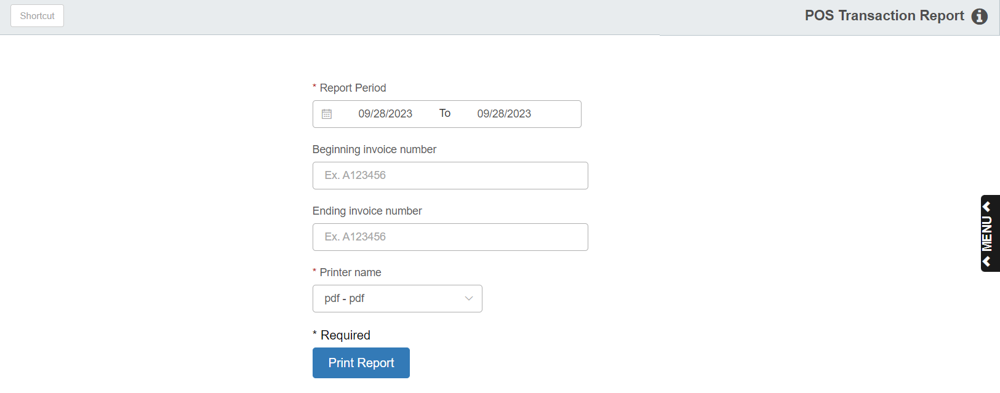 Shortcut
POS Transaction Report
* Report Period
09/28/2023 To 09/28/2023
Beginning invoice number
Ex. A123456
Ending invoice number
Ex. A123456
* Printer name
pdf - pdf
* Required
Print Report
MENU